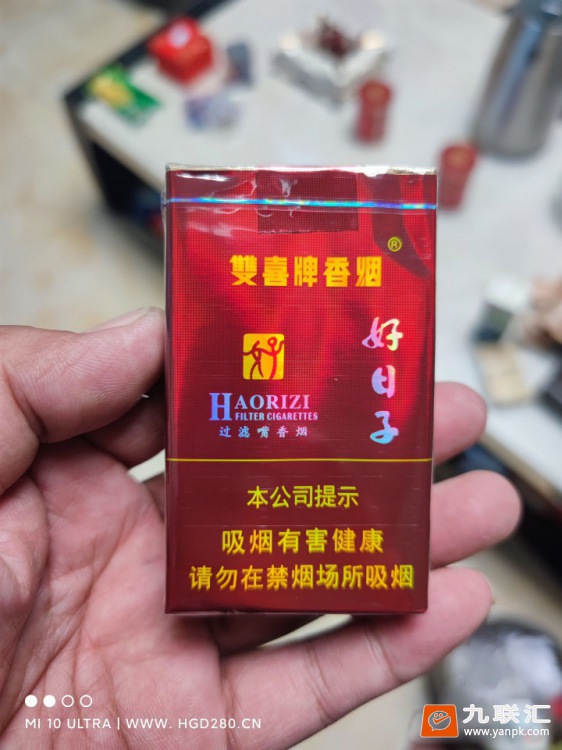 ®
雙喜牌香烟
好日子
HAORIZI
FILTER CIGARETTES
过滤嘴香烟
本公司提示
吸烟有害健康
请勿在禁烟场所吸烟
MI 10 ULTRA | WWW. HGD280.CN
九联汇
www.yanpk.com